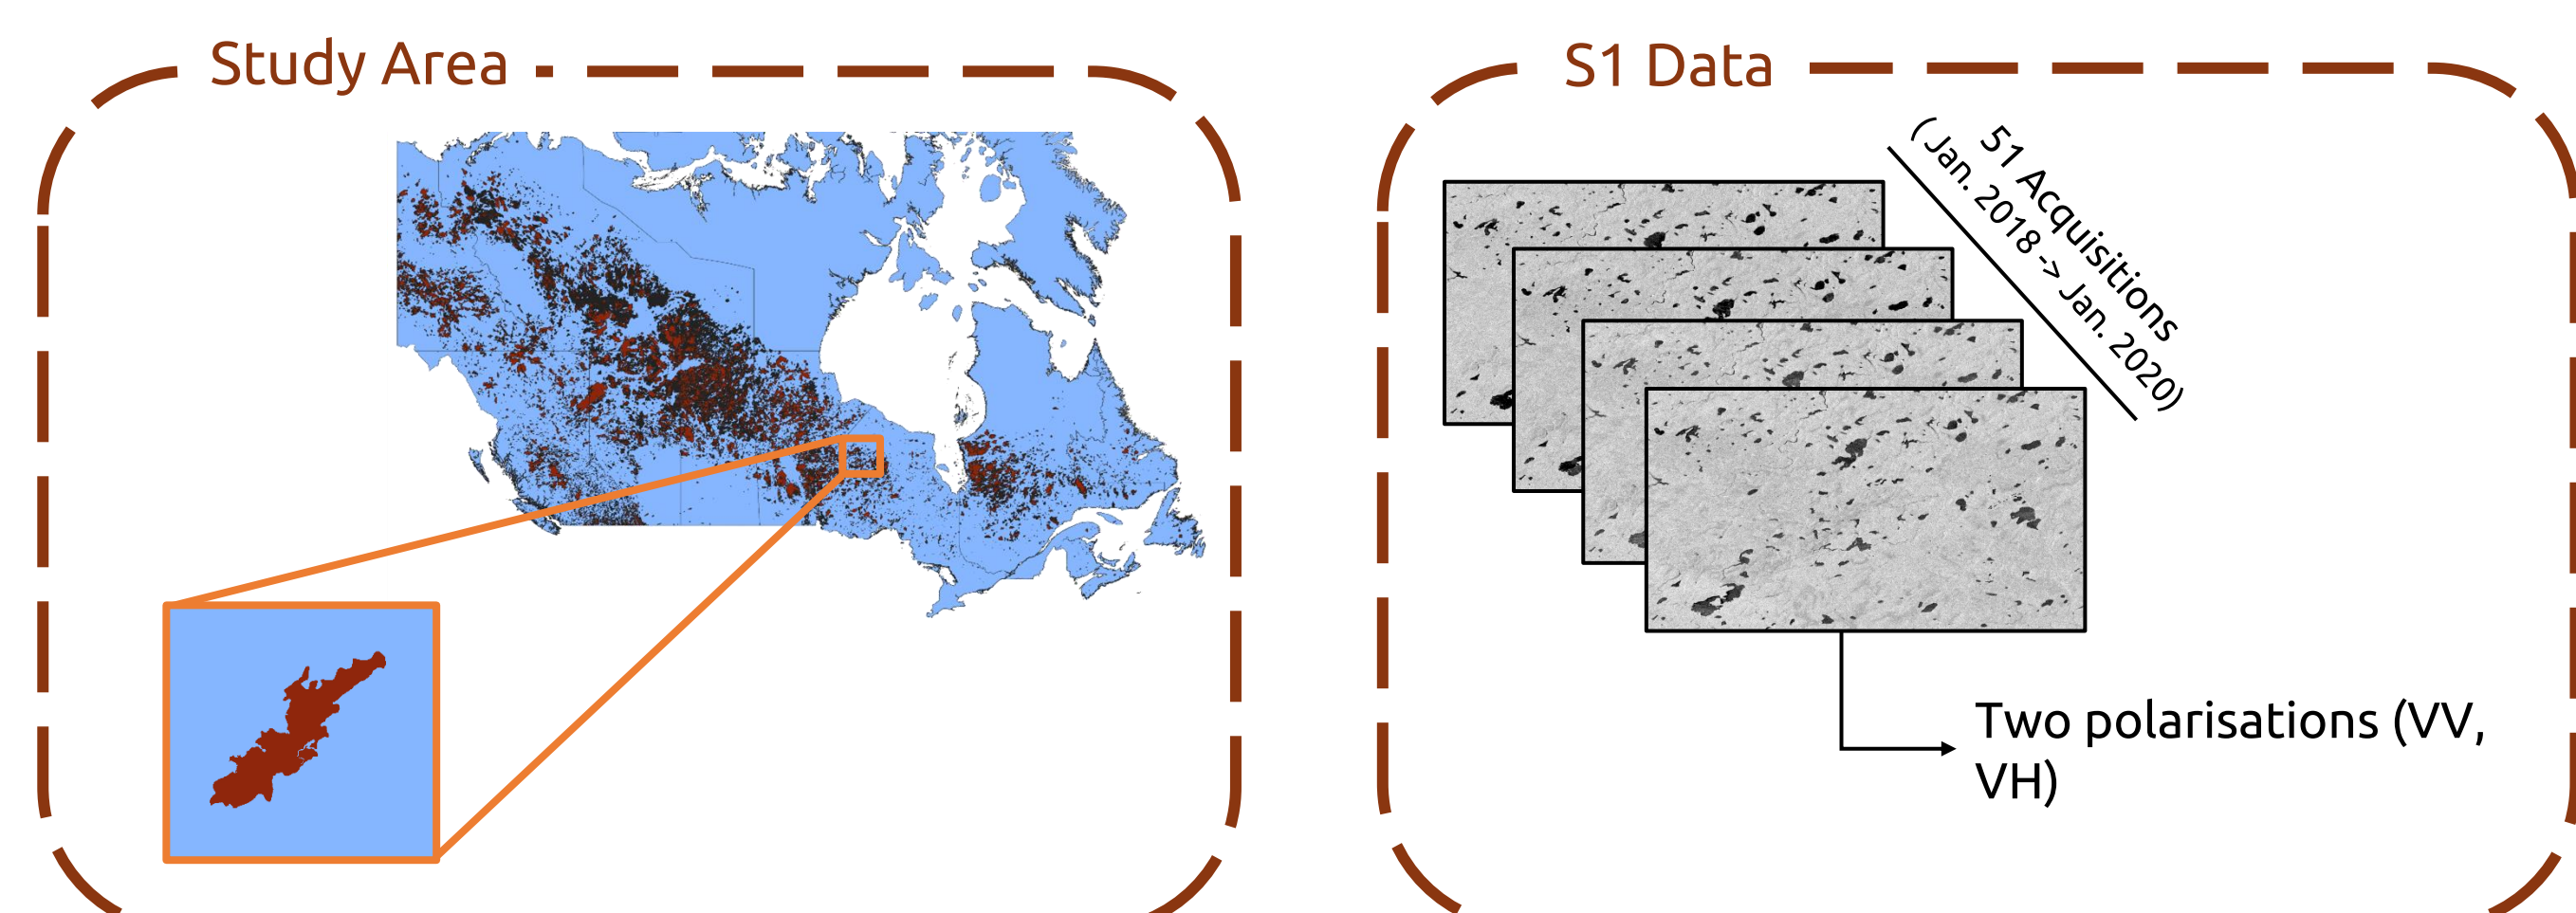 Study Area
S1 Data
51 Acquisitions
( Jan. 2018 -> Jan. 2020)
Two polarisations (VV,
VH)